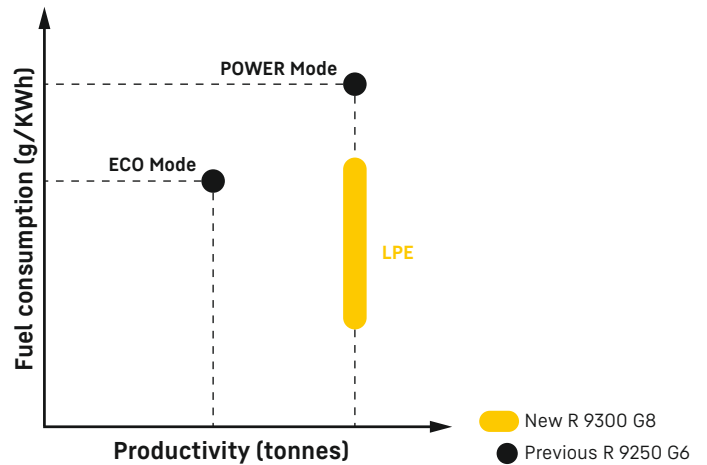 POWER Mode
ECO Mode
Fuel consumption (g/KWh)
LPE
Productivity (tonnes)
New R 9300 G8
Previous R 9250 G6